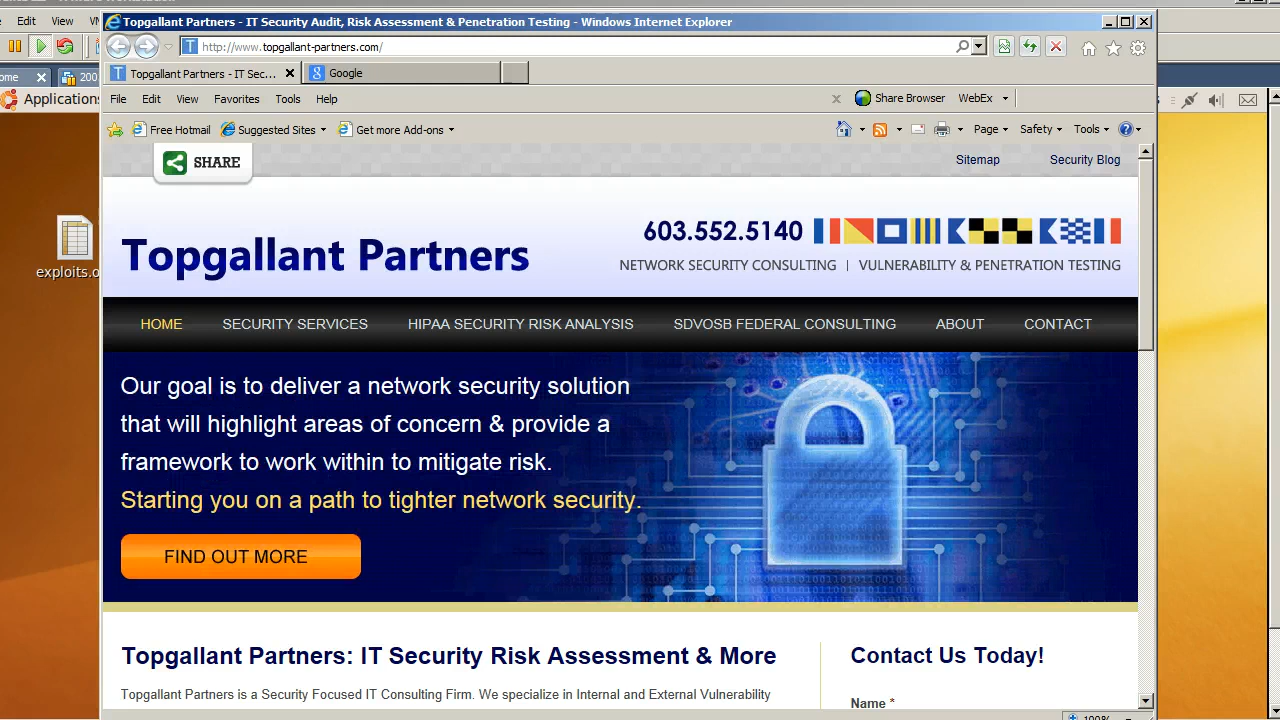 Topgallant Partners - IT Security Audit, Risk Assessment & Penetration Testing - Windows Internet Explorer
Edit View
http://www.topgallant-partners.com/
ome 200
Topgallant Partners - IT Sec... Google
Applications
File Edit View Favorites Tools Help
Share Browser WebEx
Free Hotmail Suggested Sites Get more Add-ons
Page Safety Tools
SHARE
Sitemap Security Blog
603.552.5140
Topgallant Partners
NETWORK SECURITY CONSULTING | VULNERABILITY & PENETRATION TESTING
exploits.o
HOME SECURITY SERVICES HIPAA SECURITY RISK ANALYSIS SDVOSB FEDERAL CONSULTING ABOUT CONTACT
Our goal is to deliver a network security solution
that will highlight areas of concern & provide a
framework to work within to mitigate risk.
Starting you on a path to tighter network security.
FIND OUT MORE
Topgallant Partners: IT Security Risk Assessment & More
Contact Us Today!
Topgallant Partners is a Security Focused IT Consulting Firm. We specialize in Internal and External Vulnerability
Name *
100%